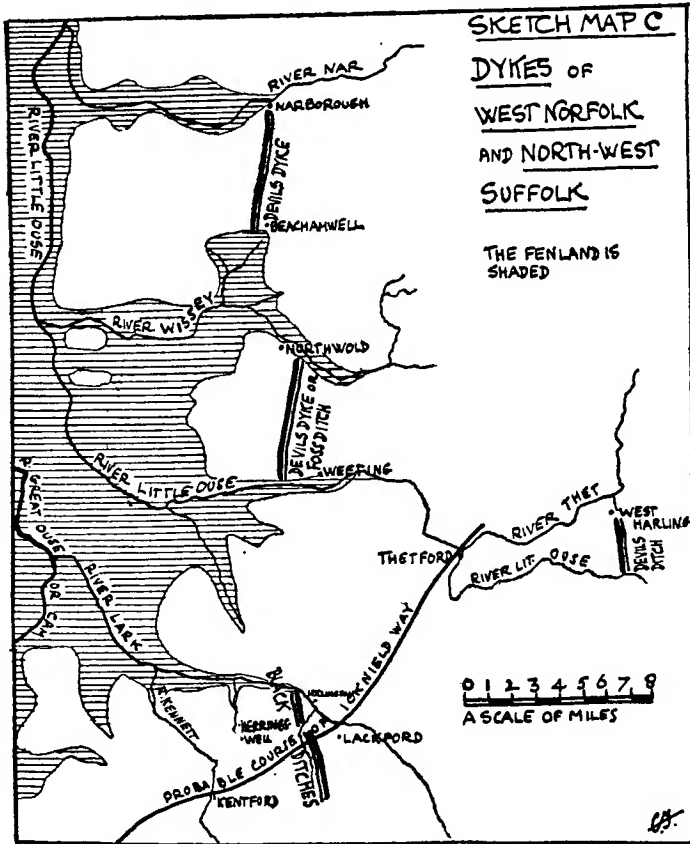 SKETCH MAP C
DYKES OF
WEST NORFOLK
AND NORTH-WEST
SUFFOLK
THE FENLAND IS
SHADED
RIVER NAR
NARBOROUGH
RIVER LITTLE OUSE
DEVILS DYKE
BEACHAMWELL
RIVER WISSEY
NORTHWOLD
DEVILS DYKE OR
FOSS DITCH
WEETING
RIVER LITTLE OUSE
R. GREAT OUSE
OR CAM
RIVER LARK
THETFORD
RIVER THET
WEST
HARLING
DEVILS
DITCH
RIVER LIT. OUSE
R. KENNETT
BLACK
DITCHES
HERRINGS
WELL
LACKFORD
KENTFORD
PROBABLE COURSE OF ICKNIELD WAY
0 1 2 3 4 5 6 7 8
A SCALE OF MILES